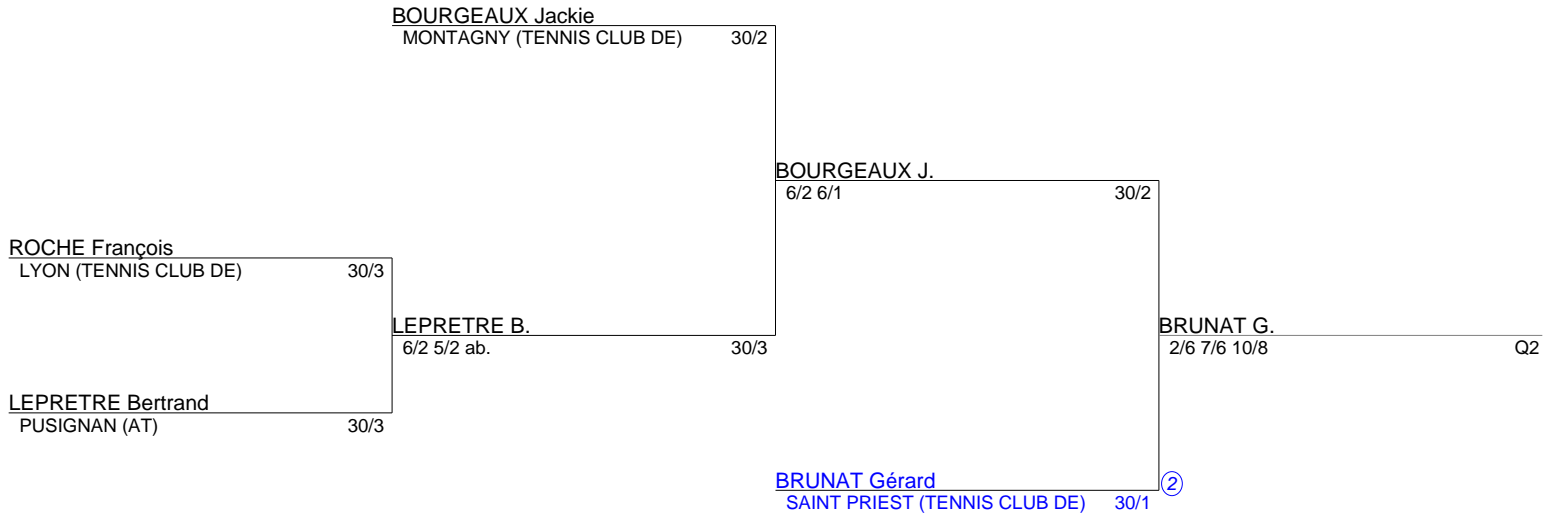 BOURGEAUX Jackie
MONTAGNY (TENNIS CLUB DE) 30/2
BOURGEAUX J.
6/2 6/1 30/2
ROCHE François
LYON (TENNIS CLUB DE) 30/3
LEPRETRE B.
6/2 5/2 ab. 30/3
BRUNAT G.
2/6 7/6 10/8 Q2
LEPRETRE Bertrand
PUSIGNAN (AT) 30/3
BRUNAT Gérard 2
SAINT PRIEST (TENNIS CLUB DE) 30/1